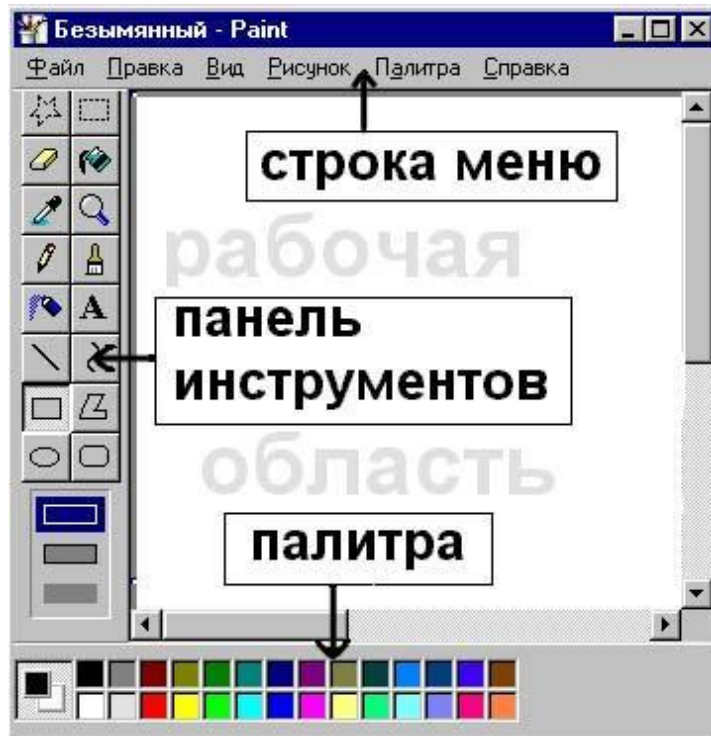 Безымянный - Paint
Файл Правка Вид Рисунок Палитра Справка
строка меню
рабочая
A
панель
инструментов
область
палитра